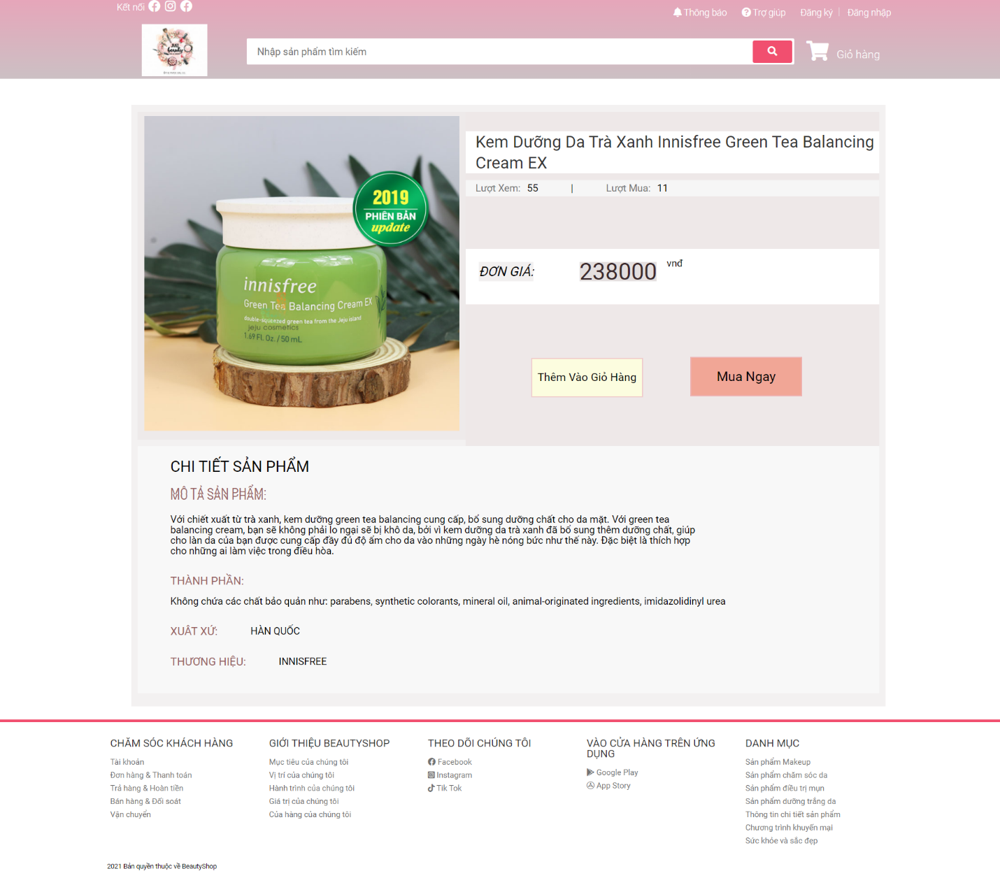 Kết nối
Thông báo
Trợ giúp
Đăng ký | Đăng nhập
JUST
beauty
Nhập sản phẩm tìm kiếm
Giỏ hàng
2019
PHIÊN BẢN
update
innisfree
Green Tea Balancing Cream EX
double-squeezed green tea from the Jeju island
jeju cosmetics
1.69 Fl. Oz. / 50 mL
Kem Dưỡng Da Trà Xanh Innisfree Green Tea Balancing
Cream EX
Lượt Xem: 55 | Lượt Mua: 11
ĐƠN GIÁ: 238000 vnđ
Thêm Vào Giỏ Hàng
Mua Ngay
CHI TIẾT SẢN PHẨM
MÔ TẢ SẢN PHẨM:
Với chiết xuất từ trà xanh, kem dưỡng green tea balancing cung cấp, bổ sung dưỡng chất cho da mặt. Với green tea
balancing cream, bạn sẽ không phải lo ngại sẽ bị khô da, bởi vì kem dưỡng da trà xanh đã bổ sung thêm dưỡng chất, giúp
cho làn da của bạn được cung cấp đầy đủ độ ẩm cho da vào những ngày hè nóng bức như thế này. Đặc biệt là thích hợp
cho những ai làm việc trong điều hòa.
THÀNH PHẦN:
Không chứa các chất bảo quản như: parabens, synthetic colorants, mineral oil, animal-originated ingredients, imidazolidinyl urea
XUẤT XỨ: HÀN QUỐC
THƯƠNG HIỆU: INNISFREE
CHĂM SÓC KHÁCH HÀNG
Tài khoản
Đơn hàng & Thanh toán
Trả hàng & Hoàn tiền
Bán hàng & Đối soát
Vận chuyển
GIỚI THIỆU BEAUTYSHOP
Mục tiêu của chúng tôi
Vị trí của chúng tôi
Hành trình của chúng tôi
Giá trị của chúng tôi
Của hàng của chúng tôi
THEO DÕI CHÚNG TÔI
Facebook
Instagram
Tik Tok
VÀO CỬA HÀNG TRÊN ỨNG
DỤNG
Google Play
App Story
DANH MỤC
Sản phẩm Makeup
Sản phẩm chăm sóc da
Sản phẩm điều trị mụn
Sản phẩm dưỡng trắng da
Thông tin chi tiết sản phẩm
Chương trình khuyến mại
Sức khỏe và sắc đẹp
2021 Bản quyền thuộc về BeautyShop